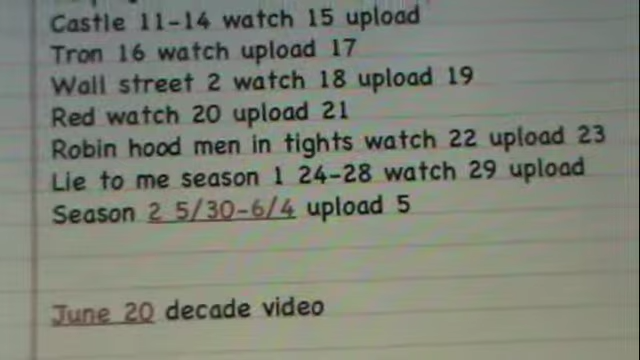 Castle 11-14 watch 15 upload
Tron 16 watch upload 17
Wall street 2 watch 18 upload 19
Red watch 20 upload 21
Robin hood men in tights watch 22 upload 23
Lie to me season 1 24-28 watch 29 upload
Season 2 5/30-6/4 upload 5
June 20 decade video